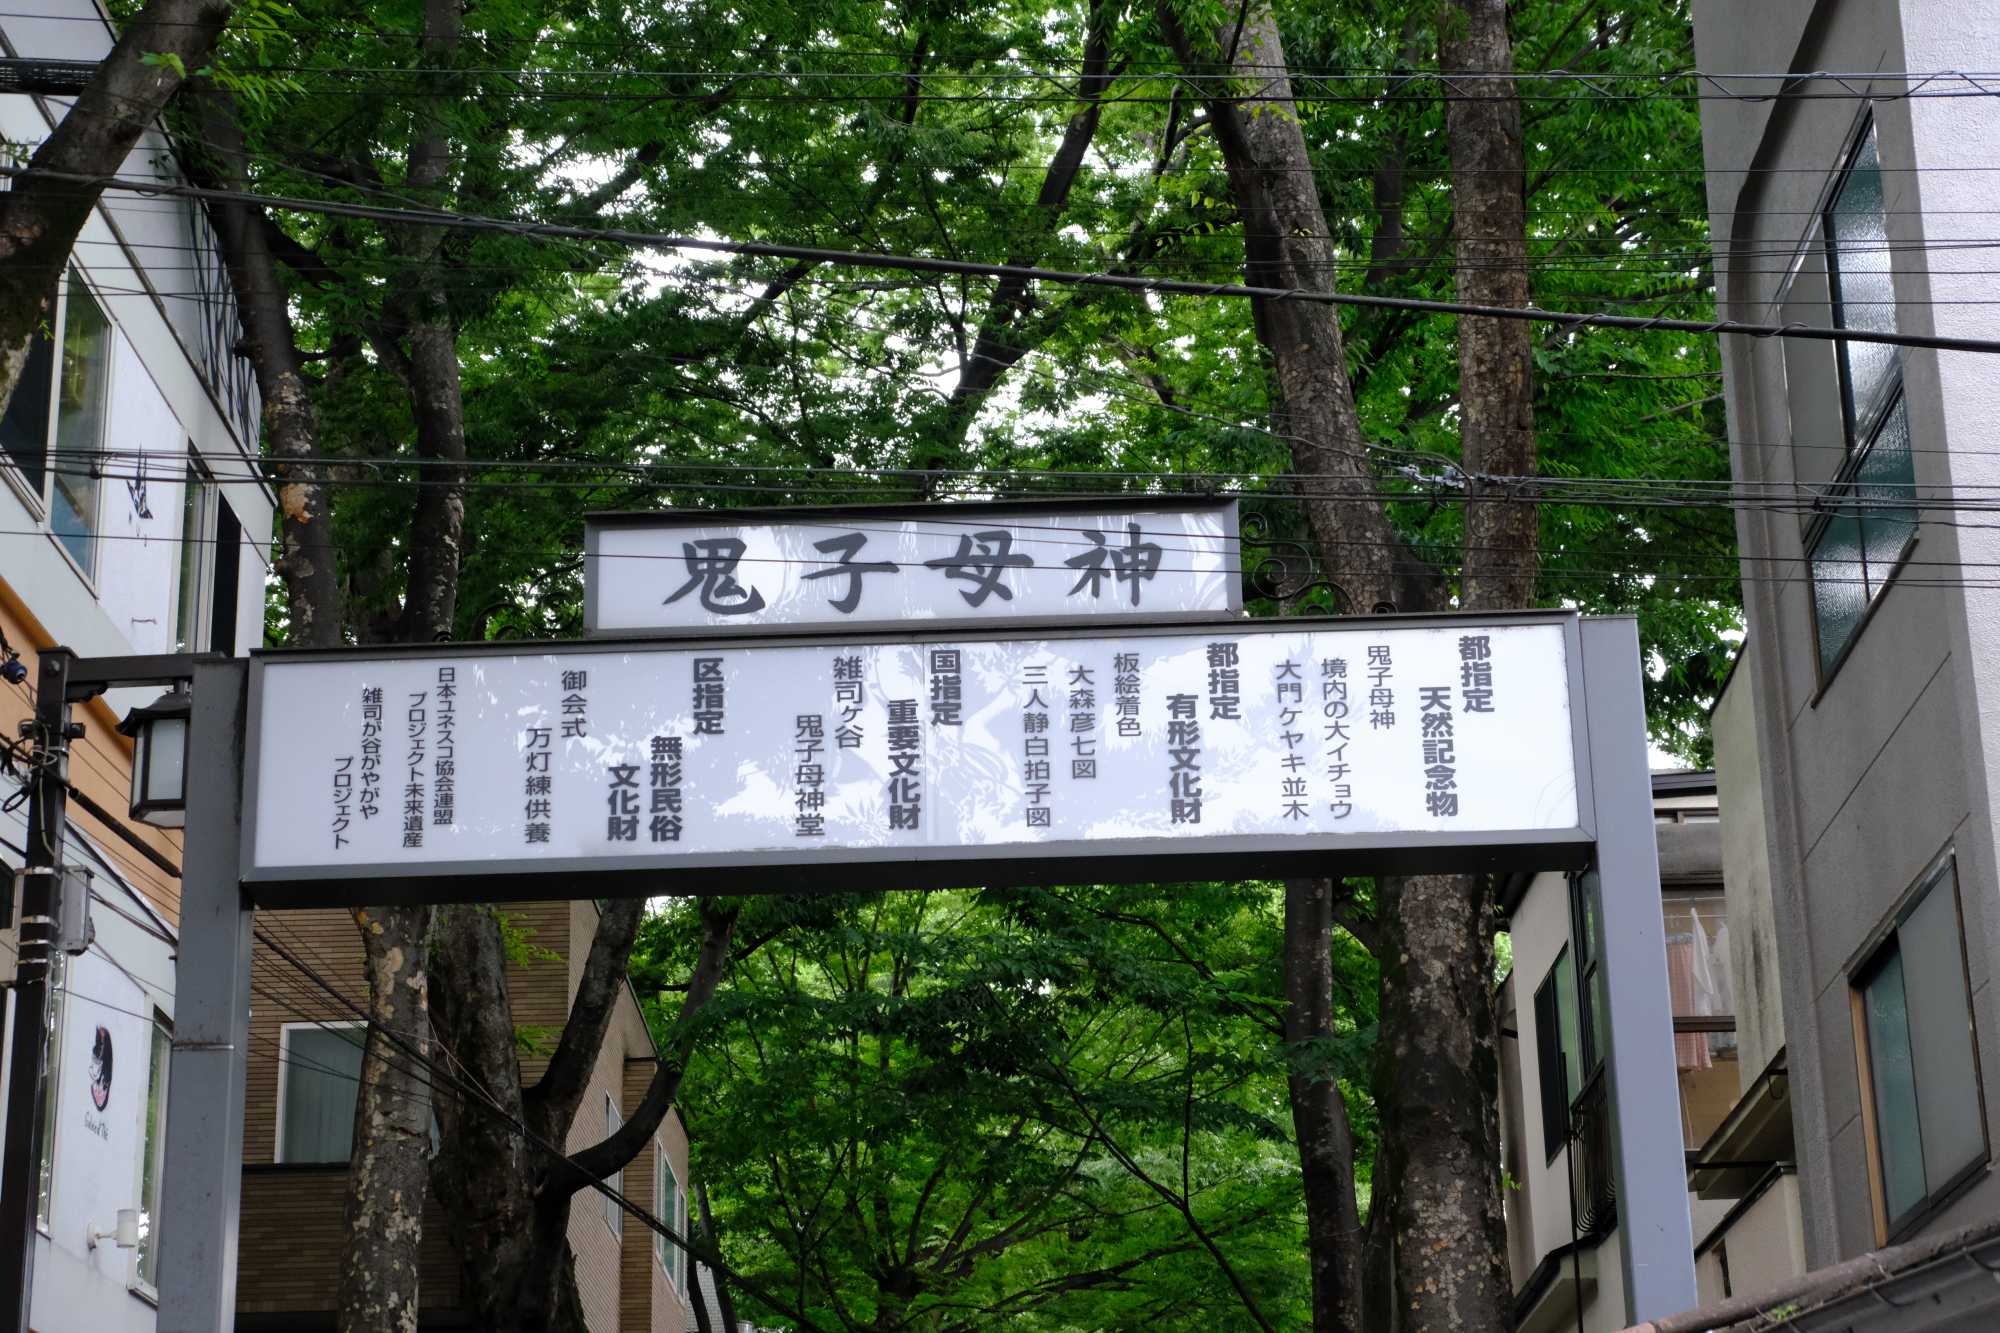 鬼子母神
都指定
天然記念物
鬼子母神
境内の大イチョウ
大門ケヤキ並木
都指定
有形文化財
板絵着色
大森彦七図
三人静白拍子図
国指定
重要文化財
雑司ヶ谷
鬼子母神堂
区指定
無形民俗
文化財
御会式
万灯練供養
日本ユネスコ協会連盟
プロジェクト未来遺産
雑司が谷がやがや
プロジェクト